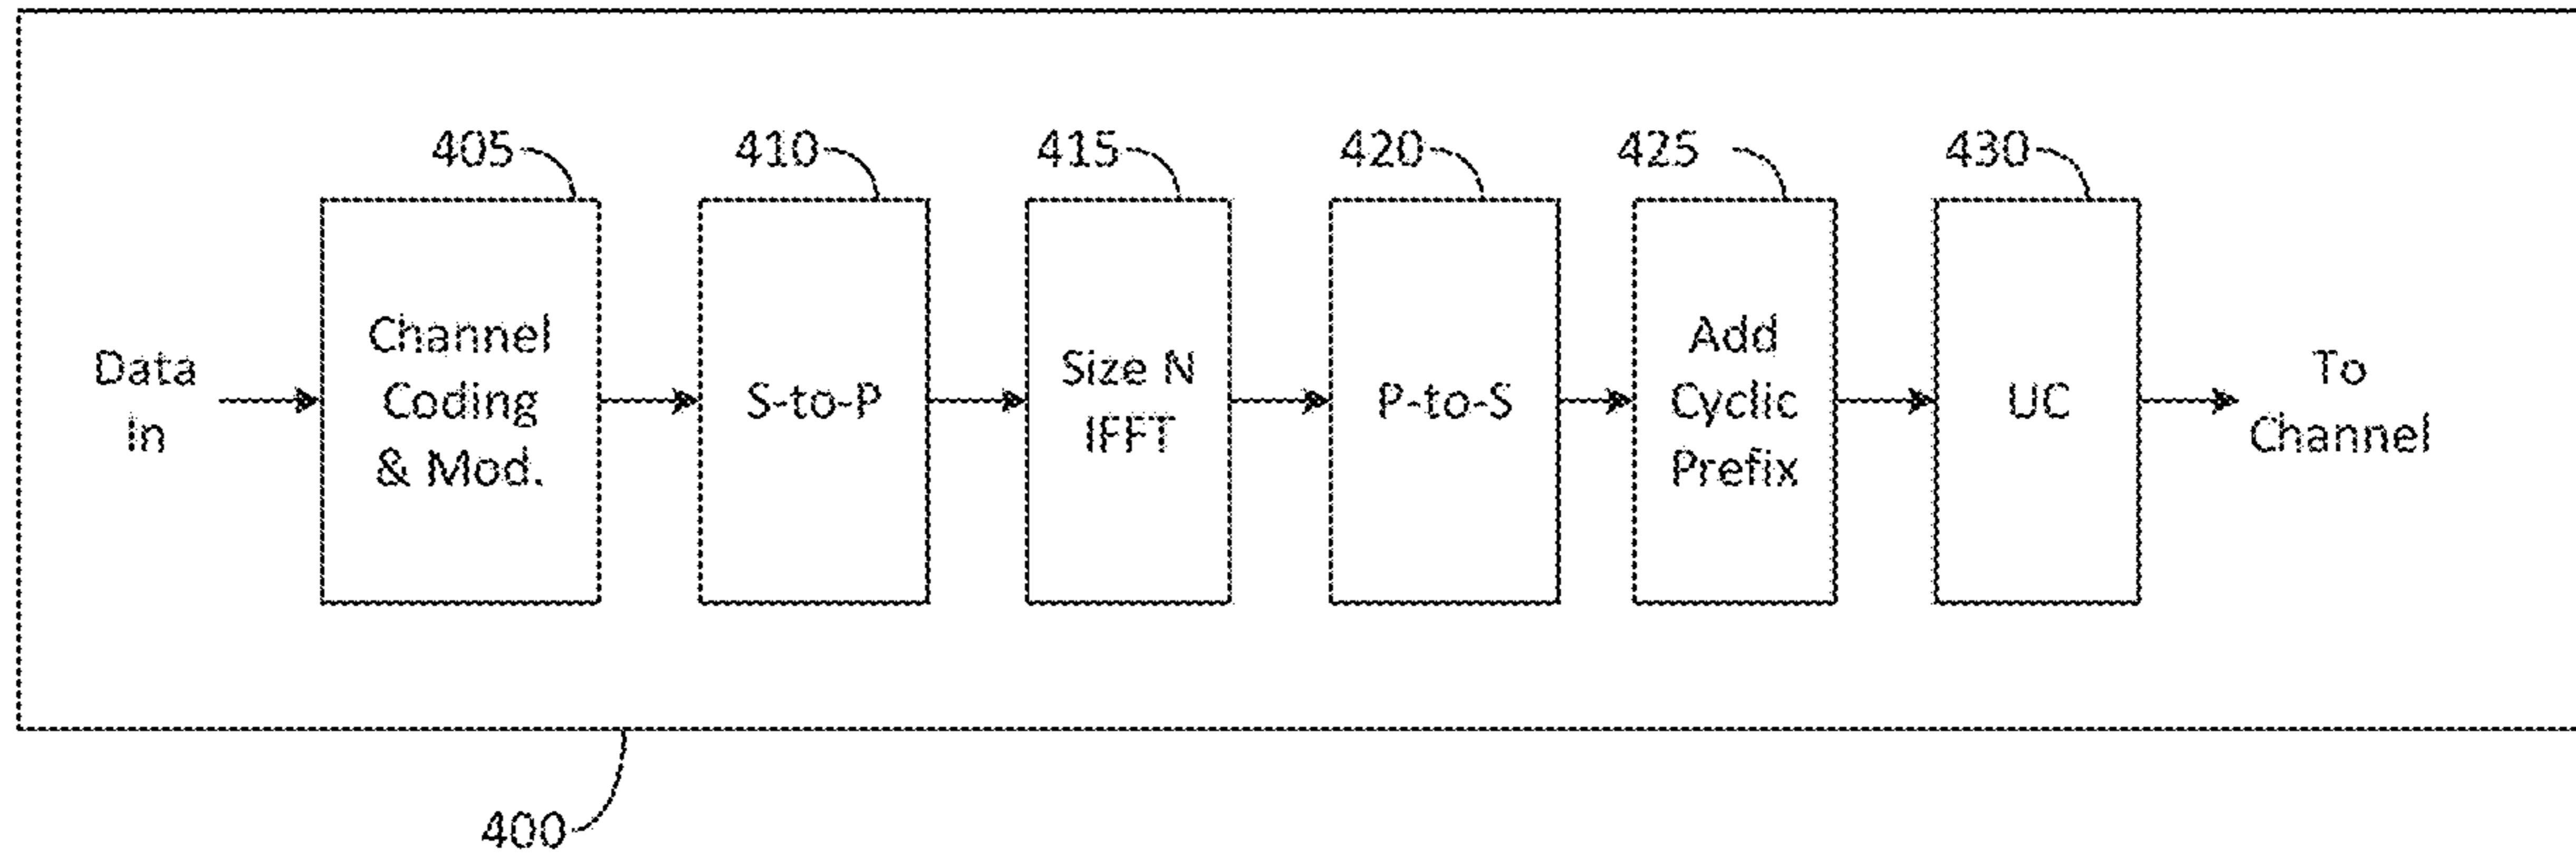 405
410
415
420
425
430
Data
In
Channel
Coding
& Mod.
S-to-P
Size N
IFFT
P-to-S
Add
Cyclic
Prefix
UC
To
Channel
400